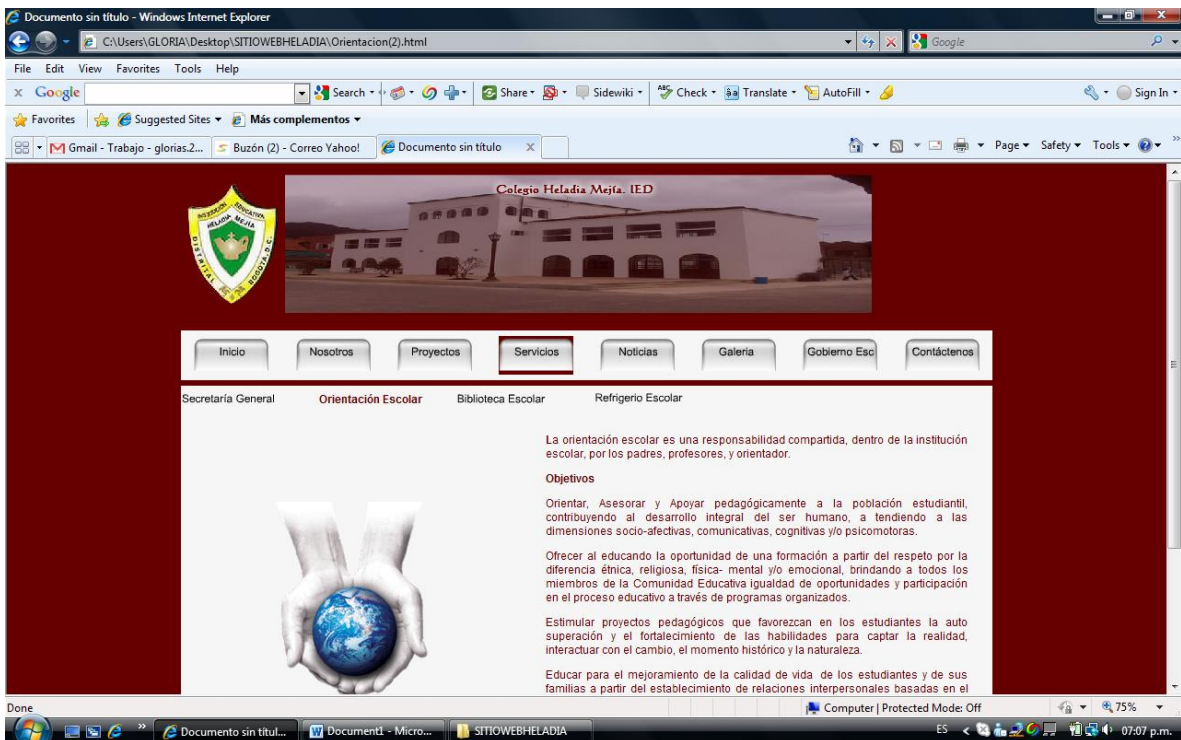 Documento sin título - Windows Internet Explorer
C:\Users\GLORIA\Desktop\SITIOWEBHELADIA\Orientacion(2).html
Google
File Edit View Favorites Tools Help
x Google Search Share Sidewiki ABC Check Translate AutoFill Sign In
Favorites Suggested Sites Más complementos
Gmail - Trabajo - glorias.2... Buzón (2) - Correo Yahoo! Documento sin título X Page Safety Tools
Colegio Heladia Mejía. IED
INSTITUCIÓN EDUCATIVA
HELADIA MEJIA
DISTRITAL BOGOTA, D.C.
Inicio Nosotros Proyectos Servicios Noticias Galeria Gobierno Esc Contáctenos
Secretaría General Orientación Escolar Biblioteca Escolar Refrigerio Escolar
La orientación escolar es una responsabilidad compartida, dentro de la institución
escolar, por los padres, profesores, y orientador.
Objetivos
Orientar, Asesorar y Apoyar pedagógicamente a la población estudiantil,
contribuyendo al desarrollo integral del ser humano, a tendiendo a las
dimensiones socio-afectivas, comunicativas, cognitivas y/o psicomotoras.
Ofrecer al educando la oportunidad de una formación a partir del respeto por la
diferencia étnica, religiosa, física- mental y/o emocional, brindando a todos los
miembros de la Comunidad Educativa igualdad de oportunidades y participación
en el proceso educativo a través de programas organizados.
Estimular proyectos pedagógicos que favorezcan en los estudiantes la auto
superación y el fortalecimiento de las habilidades para captar la realidad,
interactuar con el cambio, el momento histórico y la naturaleza.
Educar para el mejoramiento de la calidad de vida de los estudiantes y de sus
familias a partir del establecimiento de relaciones interpersonales basadas en el
Done Computer | Protected Mode: Off 75%
Documento sin títul... Document1 - Micro... SITIOWEBHELADIA ES 07:07 p.m.